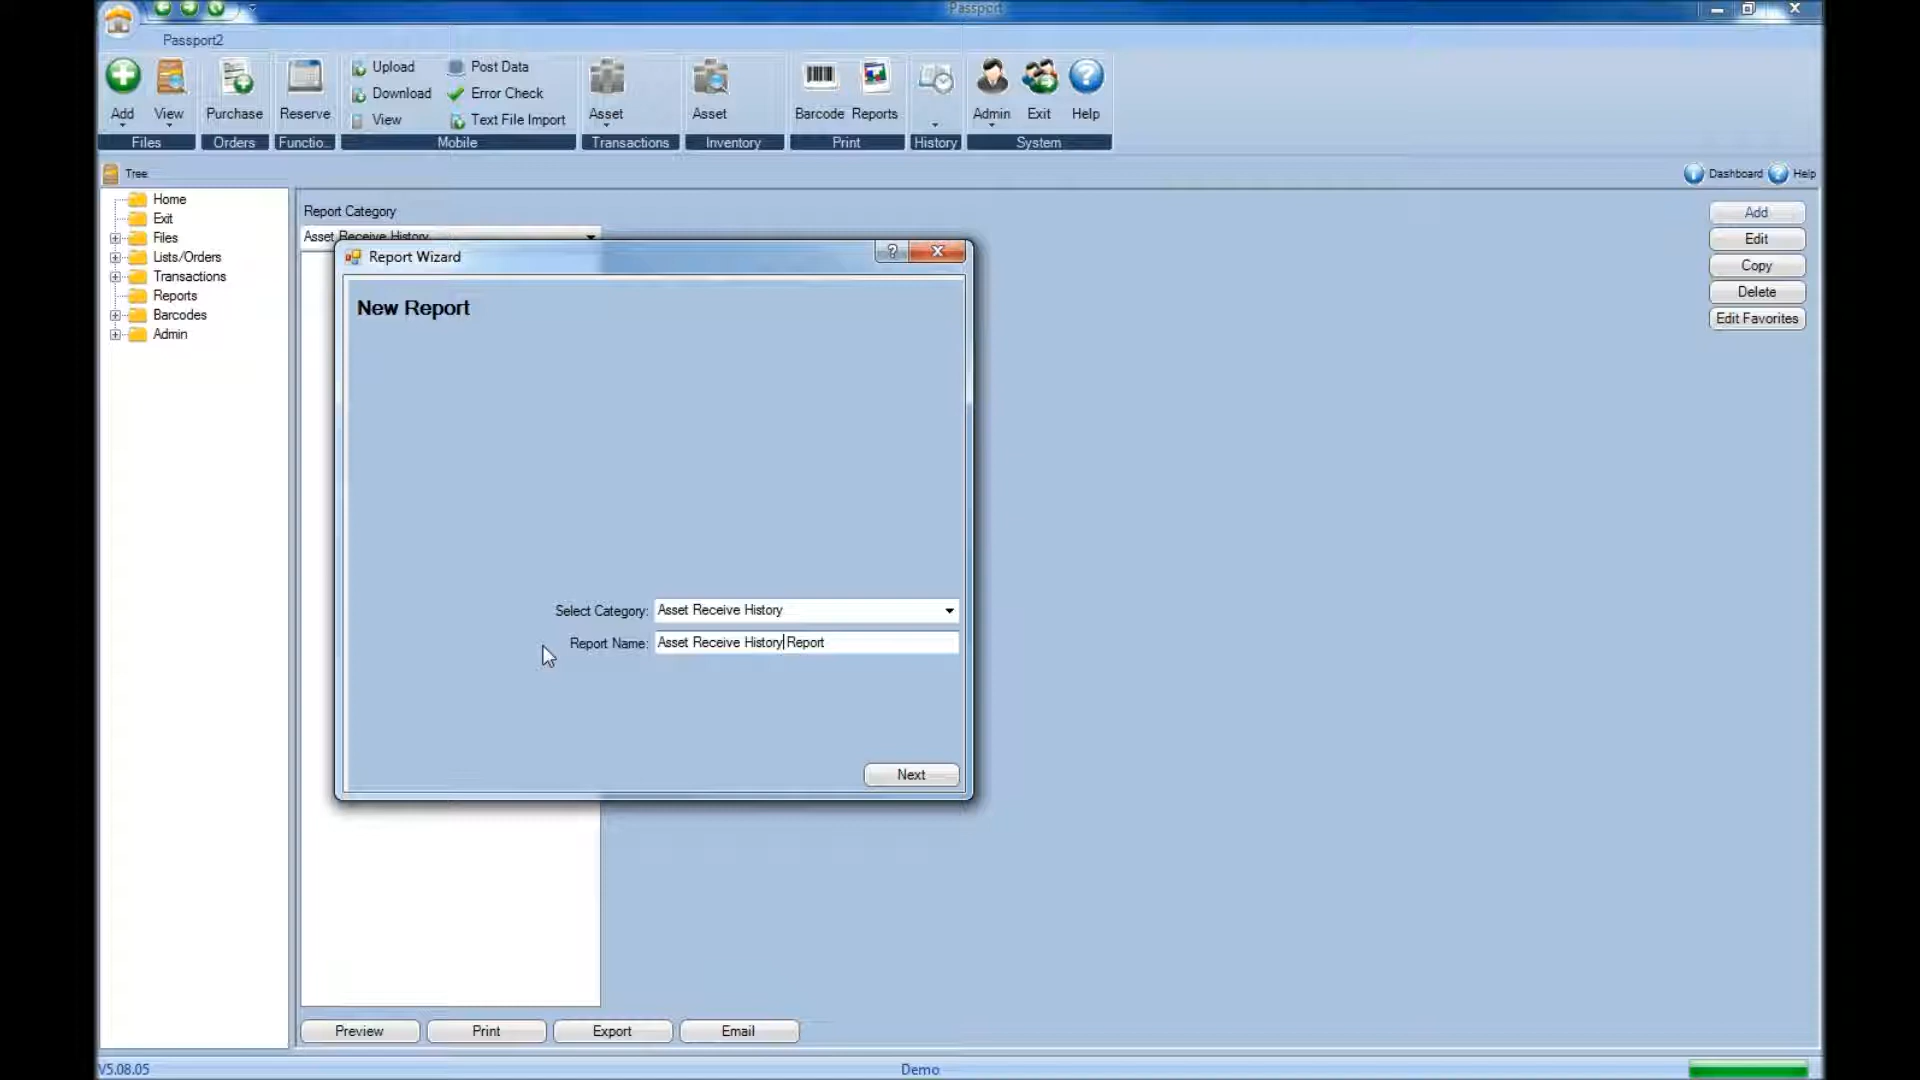 Passport
Passport2
Add
View
Purchase
Reserve
Upload
Download
View
Post Data
Error Check
Text File Import
Asset
Asset
Barcode
Reports
Admin
Exit
Help
Files
Orders
Functio...
Mobile
Transactions
Inventory
Print
History
System
Tree
Dashboard
Help
Home
Exit
Files
Lists/Orders
Transactions
Reports
Barcodes
Admin
Report Category
Asset Receive History
Add
Edit
Copy
Delete
Edit Favorites
Report Wizard
?
New Report
Select Category: Asset Receive History
Report Name: Asset Receive History Report
Next
Preview
Print
Export
Email
V5.08.05
Demo